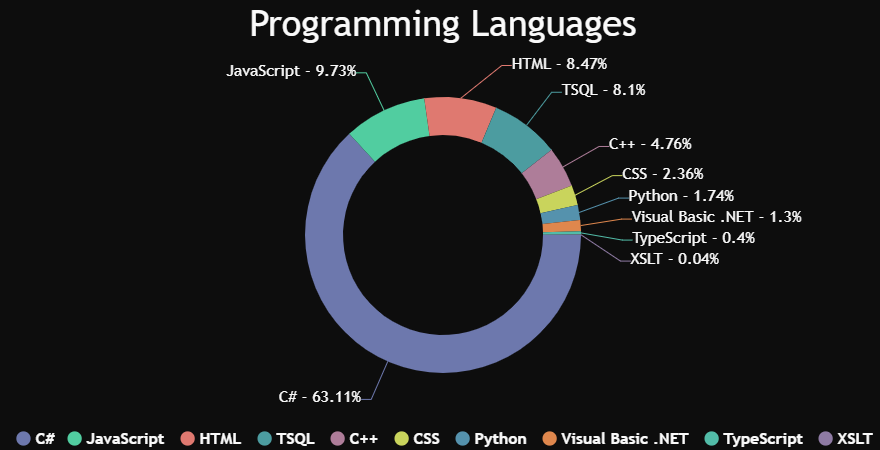 Programming Languages
HTML - 8.47%
JavaScript - 9.73%
TSQL - 8.1%
C++ - 4.76%
CSS - 2.36%
Python - 1.74%
Visual Basic .NET - 1.3%
TypeScript - 0.4%
XSLT - 0.04%
C# - 63.11%
C# JavaScript HTML TSQL C++ CSS Python Visual Basic .NET TypeScript XSLT